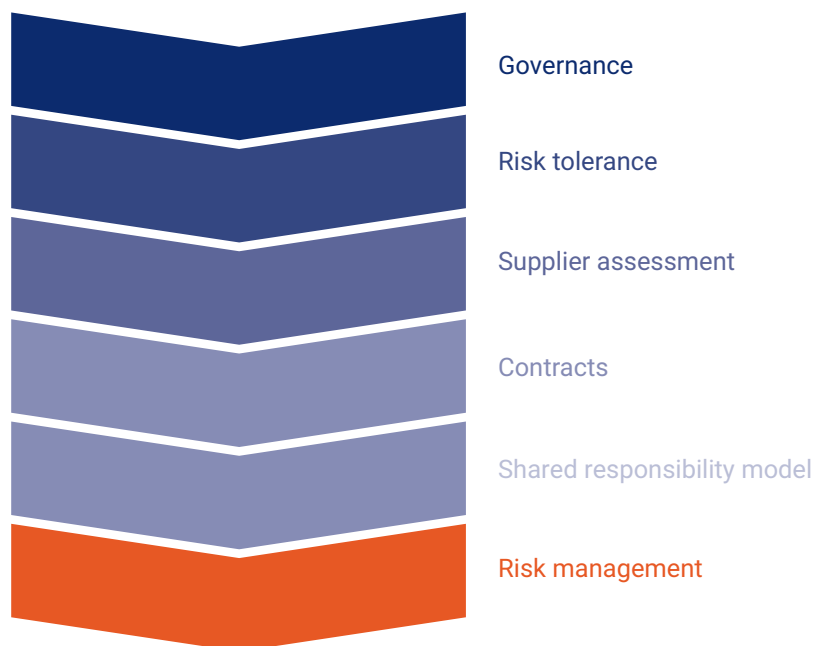 Governance
Risk tolerance
Supplier assessment
Contracts
Shared responsibility model
Risk management